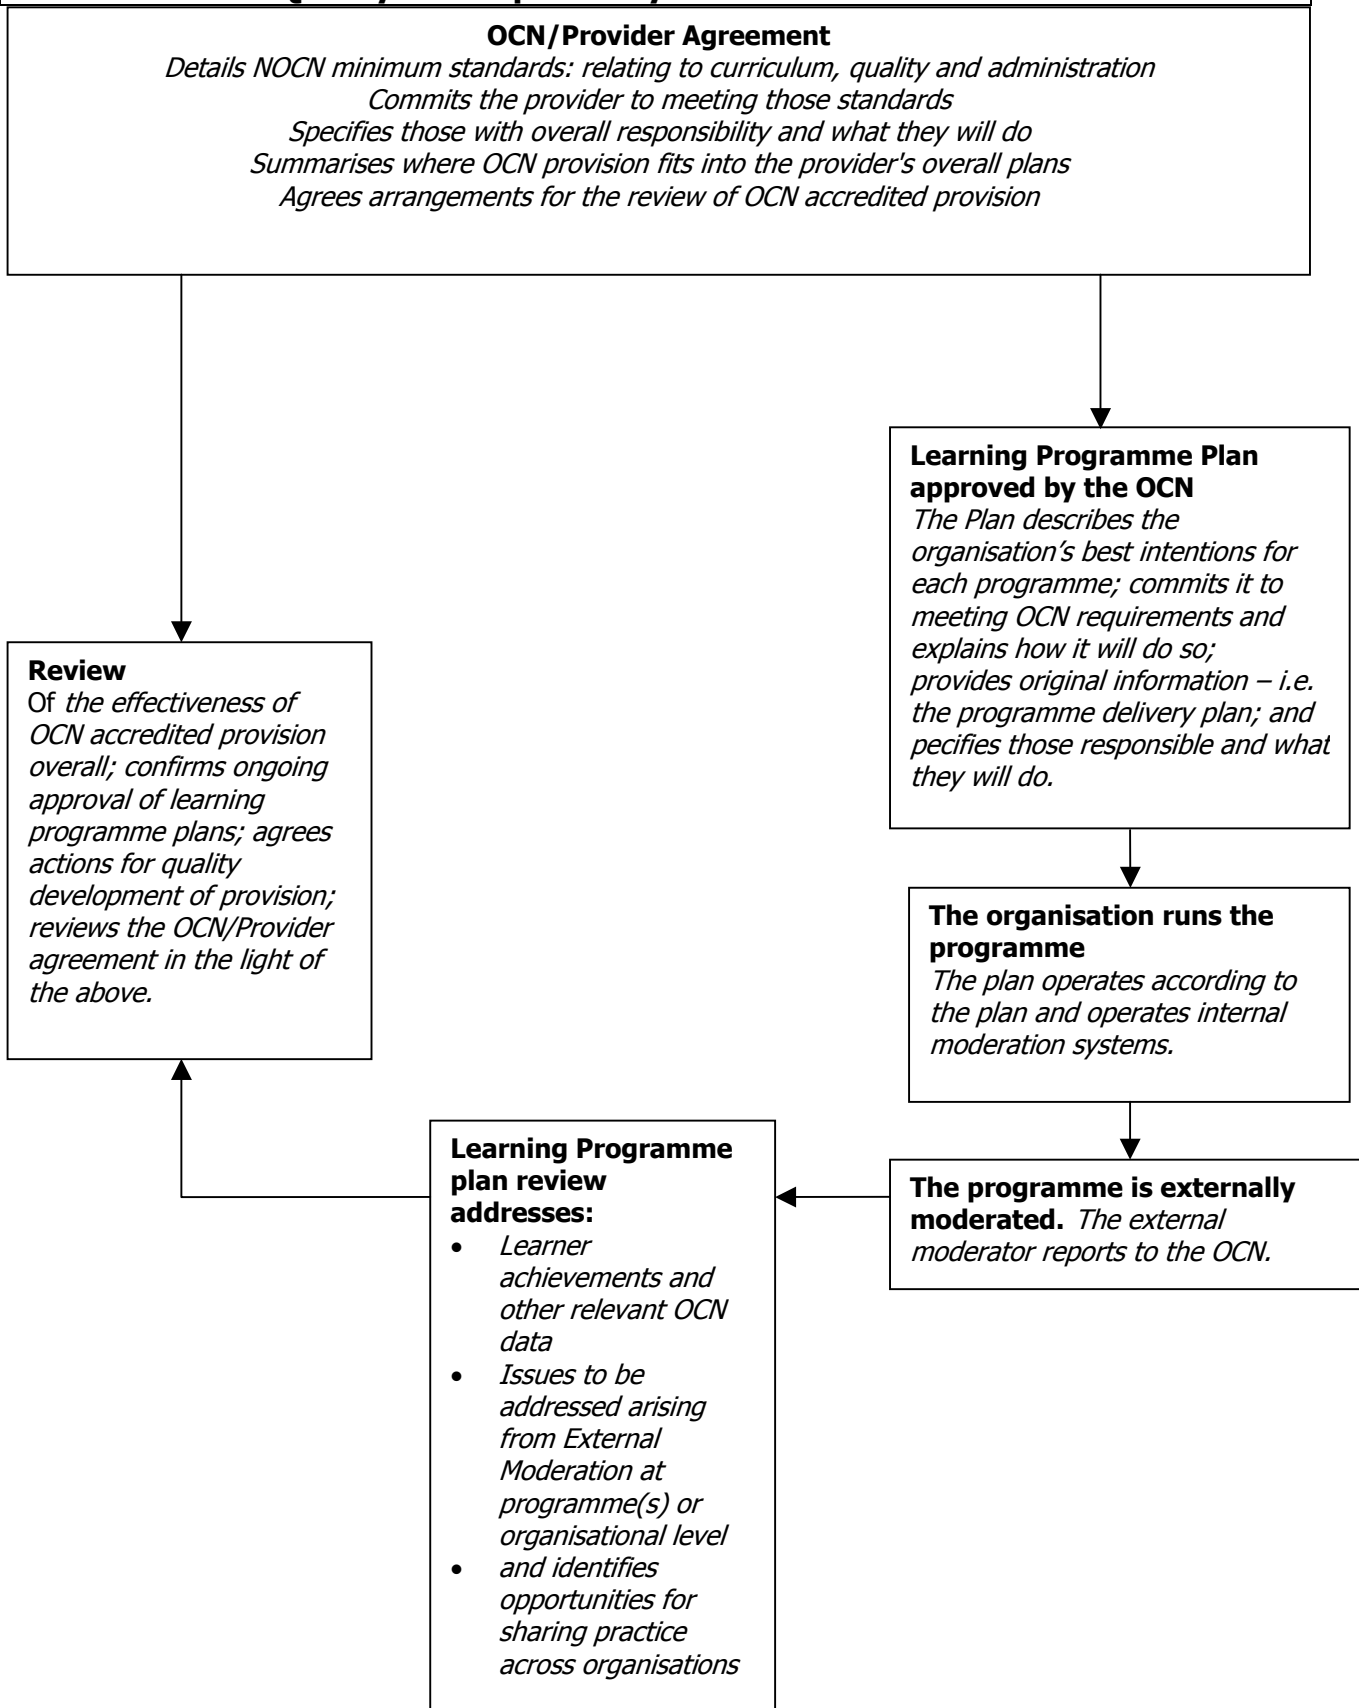 OCN/Provider Agreement
Details NOCN minimum standards: relating to curriculum, quality and administration
Commits the provider to meeting those standards
Specifies those with overall responsibility and what they will do
Summarises where OCN provision fits into the provider's overall plans
Agrees arrangements for the review of OCN accredited provision
Learning Programme Plan
approved by the OCN
The Plan describes the
organisation’s best intentions for
each programme; commits it to
meeting OCN requirements and
explains how it will do so;
provides original information – i.e.
the programme delivery plan; and
pecifies those responsible and what
they will do.
Review
Of the effectiveness of
OCN accredited provision
overall; confirms ongoing
approval of learning
programme plans; agrees
actions for quality
development of provision;
reviews the OCN/Provider
agreement in the light of
the above.
The organisation runs the
programme
The plan operates according to
the plan and operates internal
moderation systems.
The programme is externally
moderated. The external
moderator reports to the OCN.
Learning Programme
plan review
addresses:
• Learner
achievements and
other relevant OCN
data
• Issues to be
addressed arising
from External
Moderation at
programme(s) or
organisational level
• and identifies
opportunities for
sharing practice
across organisations